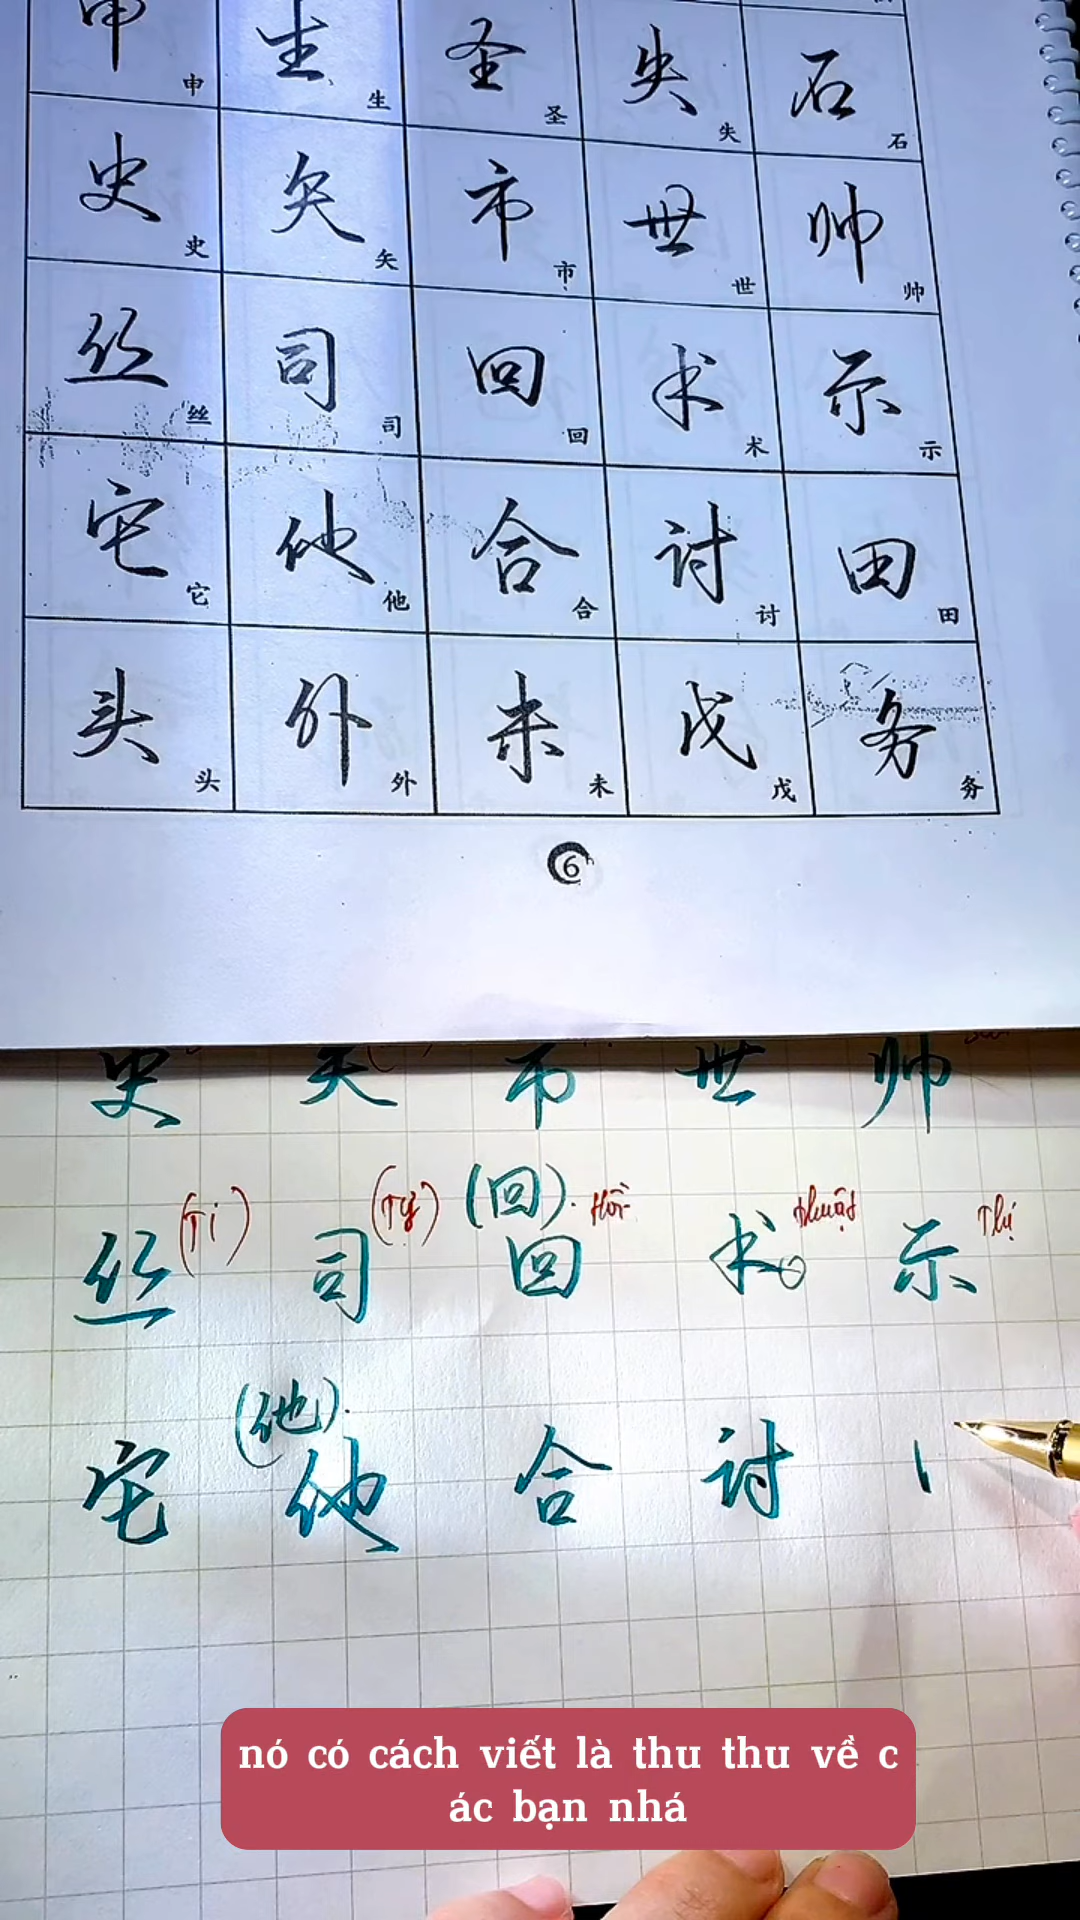 申 申 生 生 圣 圣 失 失 石 石
史 史 矢 矢 市 市 世 世 帅 帅
丝 丝 司 司 回 回 术 术 示 示
它 它 他 他 合 合 讨 讨 田 田
头 头 外 外 未 未 戊 戊 务 务
6
史 矢 市 世 帅
(Ti) (Tư) (回). Hồi thuật Thị
丝 司 回 术 示
(他).
它 他 合 讨
nó có cách viết là thu thu về c
ác bạn nhá